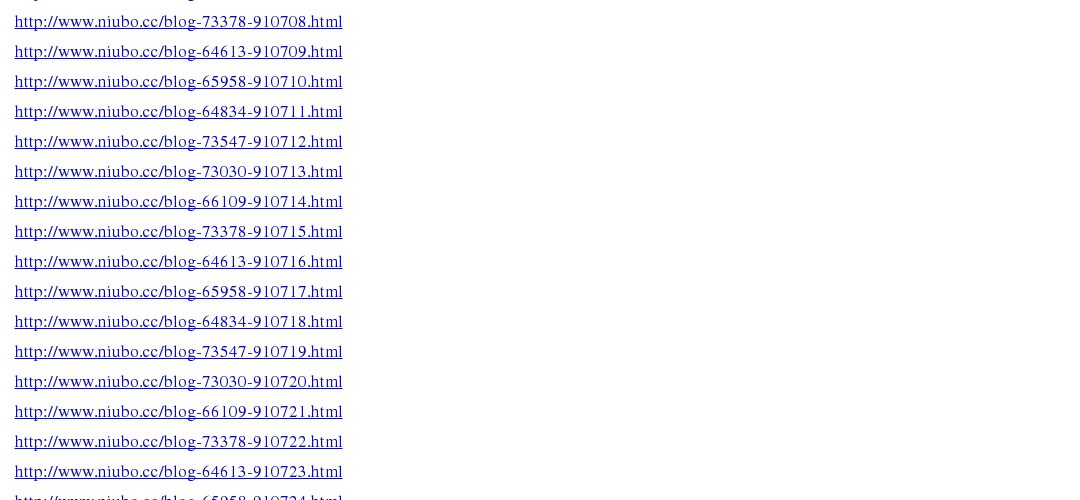 http://www.niubo.cc/blog-73378-910708.html
http://www.niubo.cc/blog-64613-910709.html
http://www.niubo.cc/blog-65958-910710.html
http://www.niubo.cc/blog-64834-910711.html
http://www.niubo.cc/blog-73547-910712.html
http://www.niubo.cc/blog-73030-910713.html
http://www.niubo.cc/blog-66109-910714.html
http://www.niubo.cc/blog-73378-910715.html
http://www.niubo.cc/blog-64613-910716.html
http://www.niubo.cc/blog-65958-910717.html
http://www.niubo.cc/blog-64834-910718.html
http://www.niubo.cc/blog-73547-910719.html
http://www.niubo.cc/blog-73030-910720.html
http://www.niubo.cc/blog-66109-910721.html
http://www.niubo.cc/blog-73378-910722.html
http://www.niubo.cc/blog-64613-910723.html